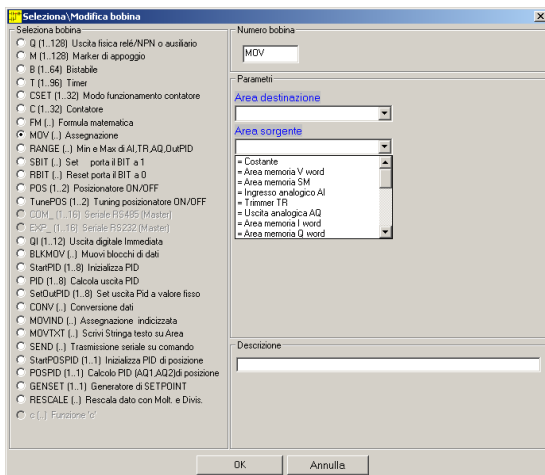 Seleziona\Modifica bobina
Seleziona bobina
Q (1..128) Uscita fisica relé/NPN o ausiliario
M (1..128) Marker di appoggio
B (1..64) Bistabile
T (1..96) Timer
CSET (1..32) Modo funzionamento contatore
C (1..32) Contatore
FM (..) Formula matematica
MOV (..) Assegnazione
RANGE (..) Min e Max di AI,TR,AQ,OutPID
SBIT (..) Set porta il BIT a 1
RBIT (..) Reset porta il BIT a 0
POS (1..2) Posizionatore ON/OFF
TunePOS (1..2) Tuning posizionatore ON/OFF
COM_ (1..16) Seriale RS485 (Master)
EXP_ (1..16) Seriale RS232 (Master)
QI (1..12) Uscita digitale Immediata
BLKMOV (..) Muovi blocchi di dati
StartPID (1..8) Inizializza PID
PID (1..8) Calcola uscita PID
SetOutPID (1..8) Set uscita Pid a valore fisso
CONV (..) Conversione dati
MOVIND (..) Assegnazione indicizzata
MOVTXT (..) Scrivi Stringa testo su Area
SEND (..) Trasmissione seriale su comando
StartPOSPID (1..1) Inizializza PID di posizione
POSPID (1..1) Calcolo PID (AQ1,AQ2)di posizione
GENSET (1..1) Generatore di SETPOINT
RESCALE (..) Rescala dato con Molt. e Divis.
c (..) Funzione 'c'
Numero bobina
MOV
Parametri
Area destinazione
Area sorgente
= Costante
= Area memoria V word
= Area memoria SM
= Ingresso analogico AI
= Trimmer TR
= Uscita analogica AQ
= Area memoria I word
= Area memoria Q word
Descrizione
OK
Annulla